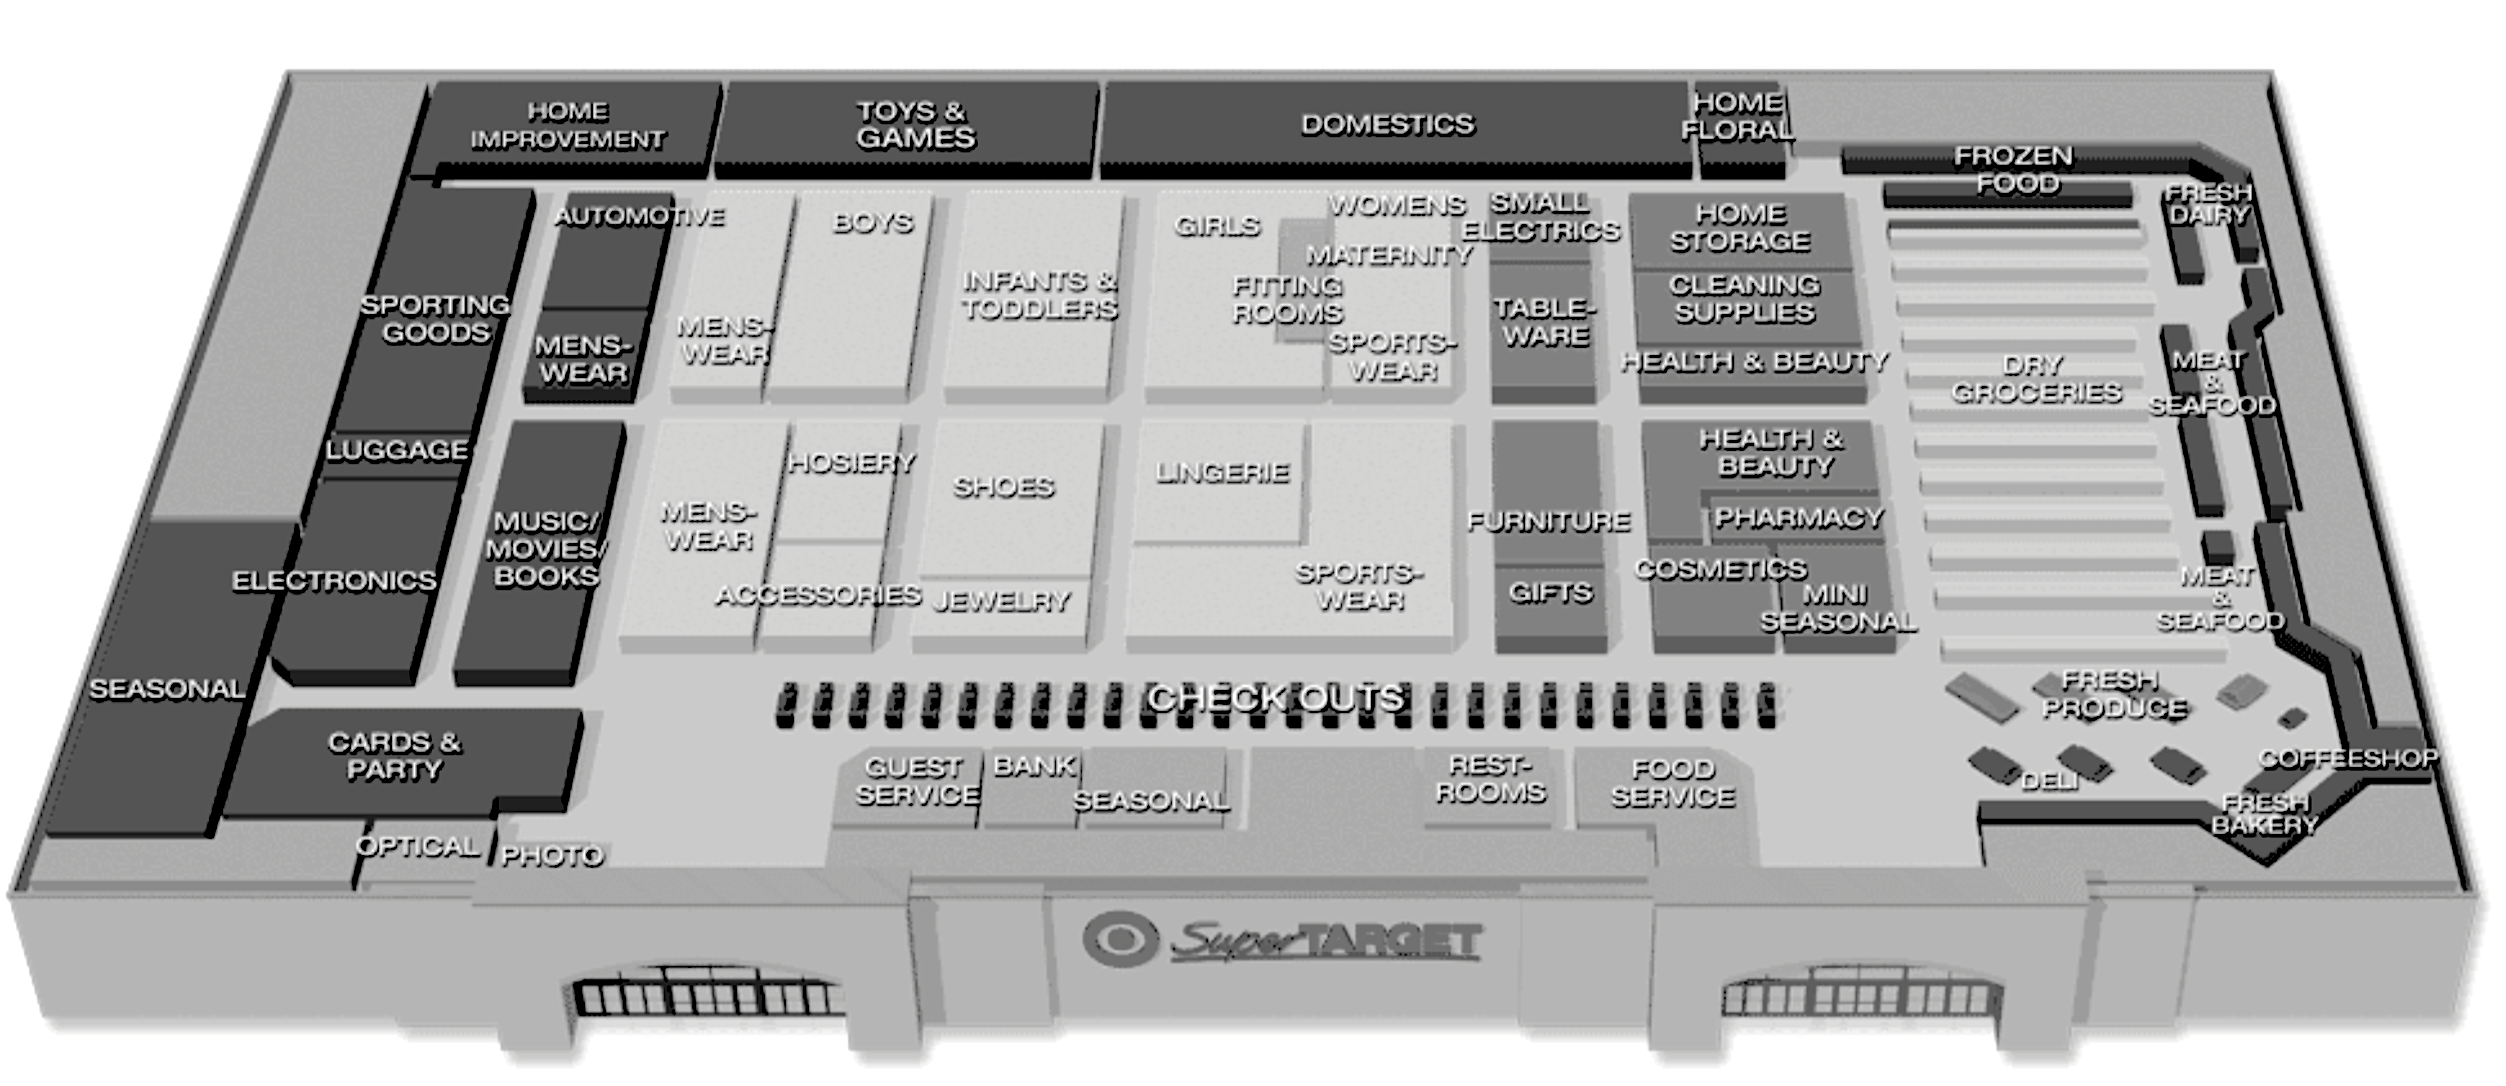 HOME
IMPROVEMENT
TOYS &
GAMES
DOMESTICS
HOME
FLORAL
FROZEN
FOOD
FRESH
DAIRY
AUTOMOTIVE
MENS-
WEAR
MENS-
WEAR
BOYS
INFANTS &
TODDLERS
GIRLS
WOMENS
MATERNITY
FITTING
ROOMS
SPORTS-
WEAR
SMALL
ELECTRICS
TABLE-
WARE
HOME
STORAGE
CLEANING
SUPPLIES
HEALTH & BEAUTY
DRY
GROCERIES
MEAT
&
SEAFOOD
SPORTING
GOODS
LUGGAGE
ELECTRONICS
MUSIC/
MOVIES/
BOOKS
MENS-
WEAR
HOSIERY
ACCESSORIES
SHOES
JEWELRY
LINGERIE
SPORTS-
WEAR
FURNITURE
GIFTS
HEALTH &
BEAUTY
PHARMACY
COSMETICS
MINI
SEASONAL
MEAT
&
SEAFOOD
SEASONAL
CARDS &
PARTY
CHECK OUTS
FRESH
PRODUCE
COFFEESHOP
DELI
FRESH
BAKERY
GUEST
SERVICE
BANK
SEASONAL
REST-
ROOMS
FOOD
SERVICE
OPTICAL
PHOTO
SuperTARGET